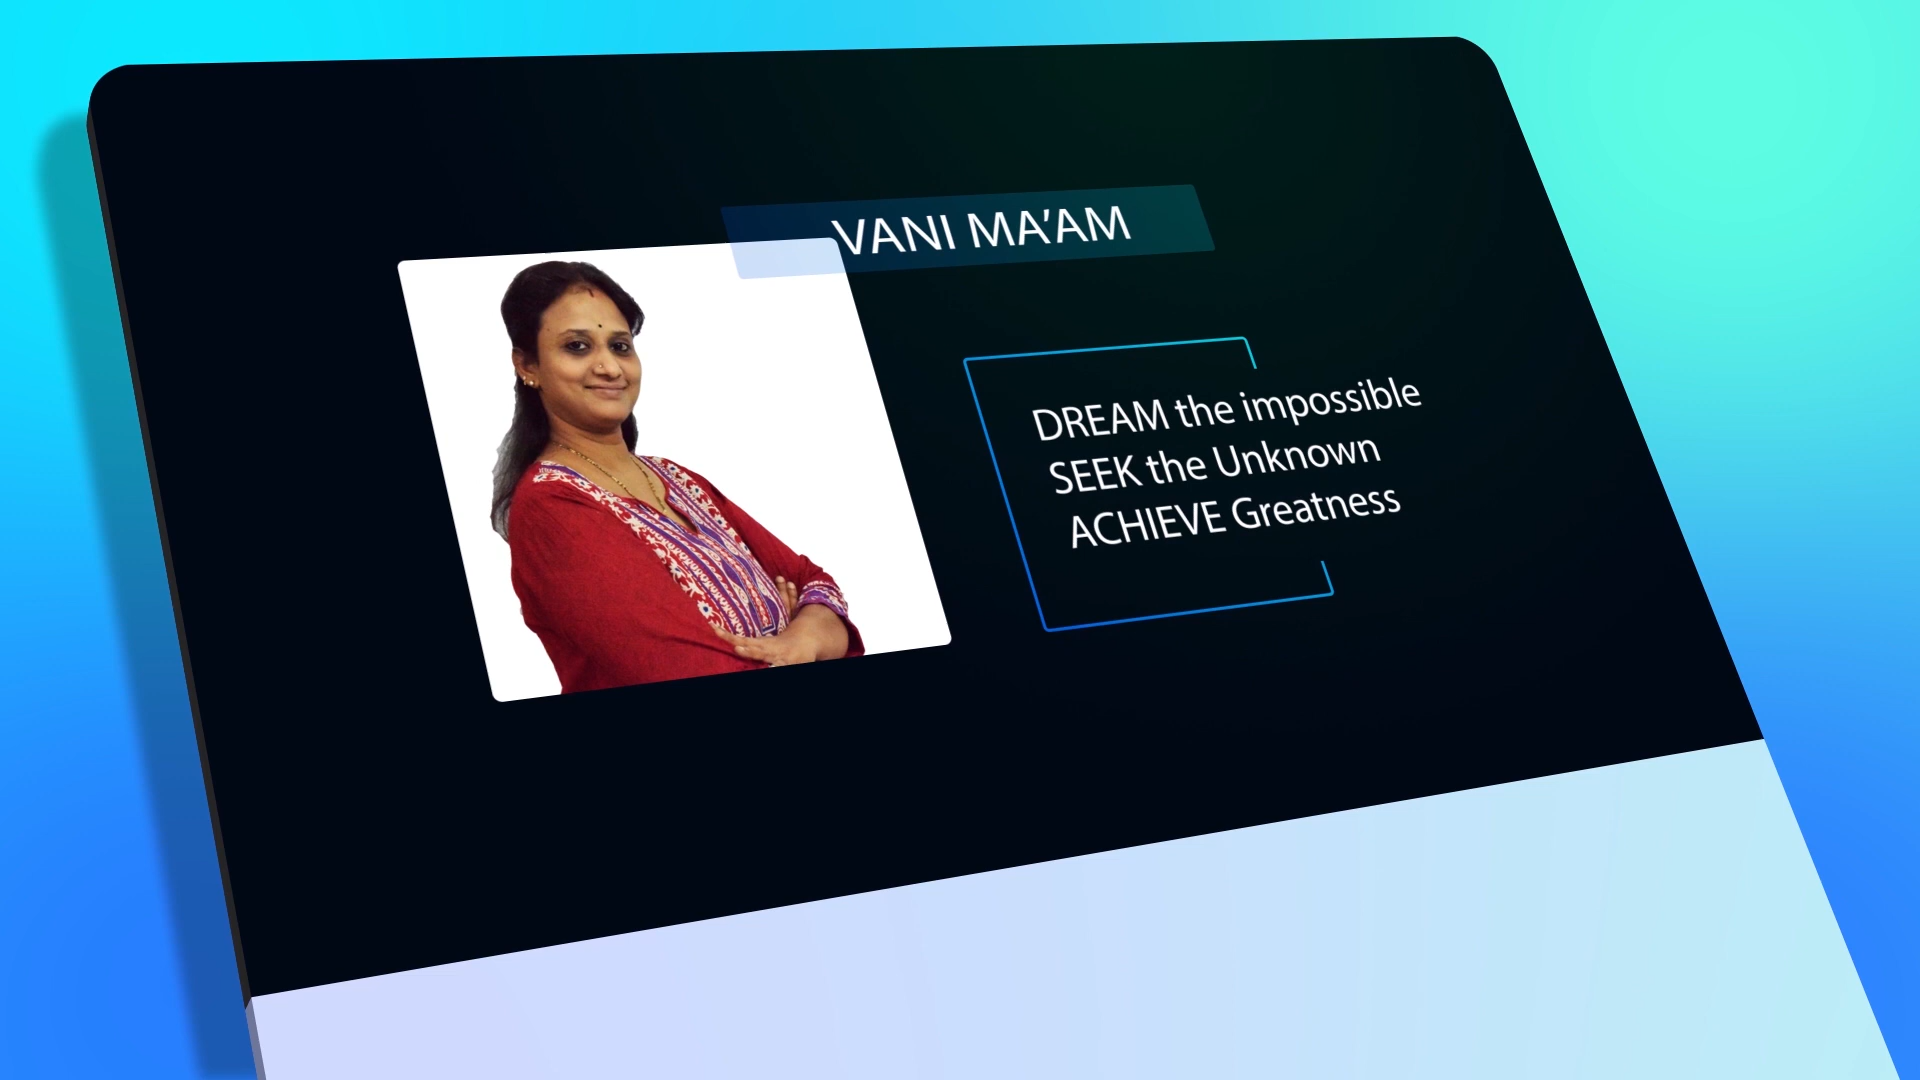 VANI MA’AM
DREAM the impossible
SEEK the Unknown
ACHIEVE Greatness